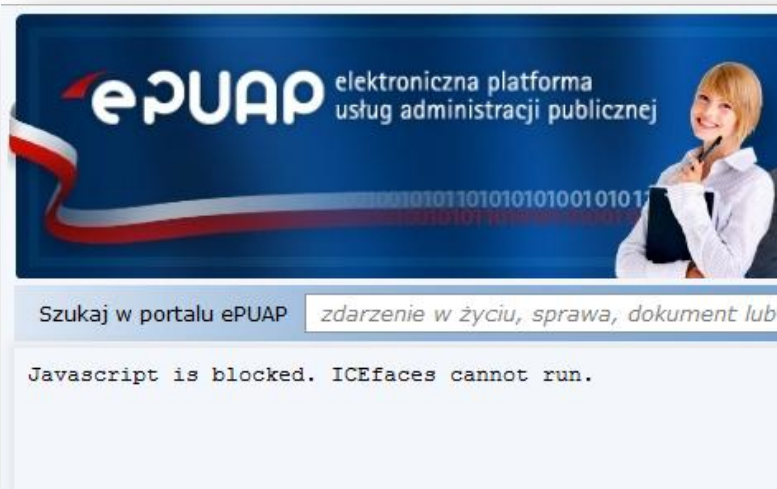 ePUAP
elektroniczna platforma
usług administracji publicznej
Szukaj w portalu ePUAP
zdarzenie w życiu, sprawa, dokument lub
Javascript is blocked. ICEfaces cannot run.